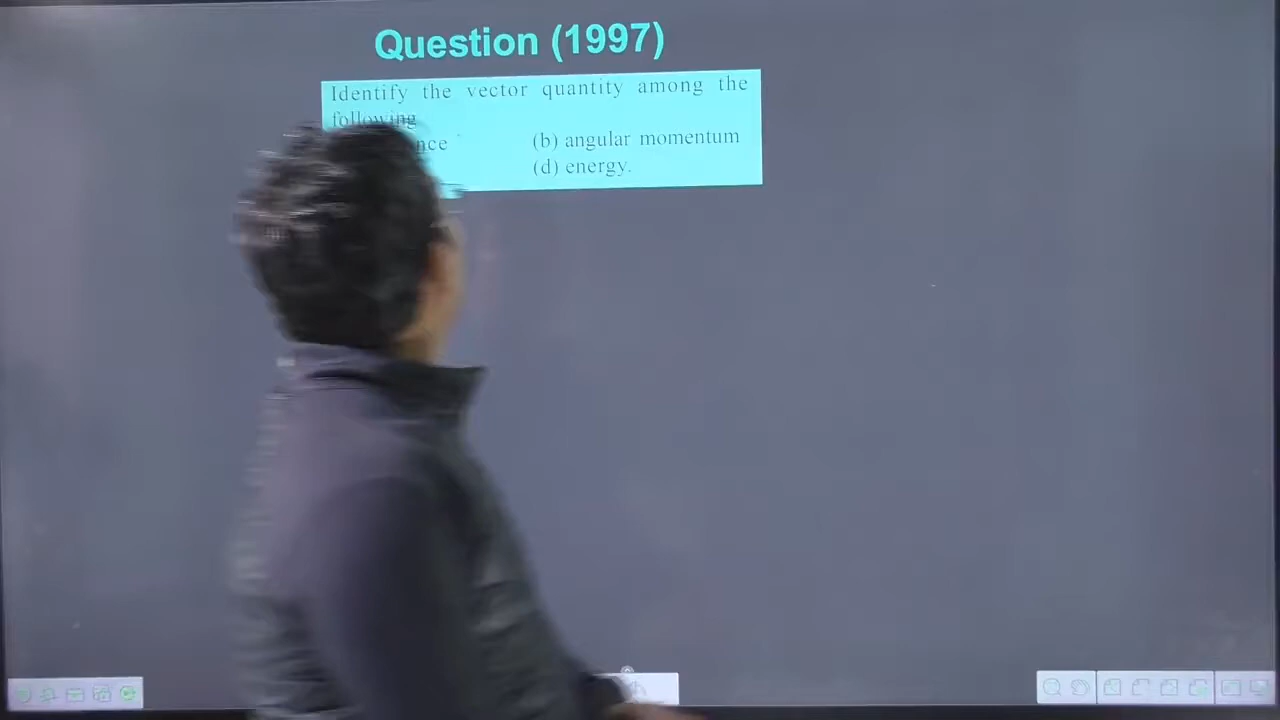 Question (1997)
Identify the vector quantity among the
following
(b) angular momentum
(d) energy.